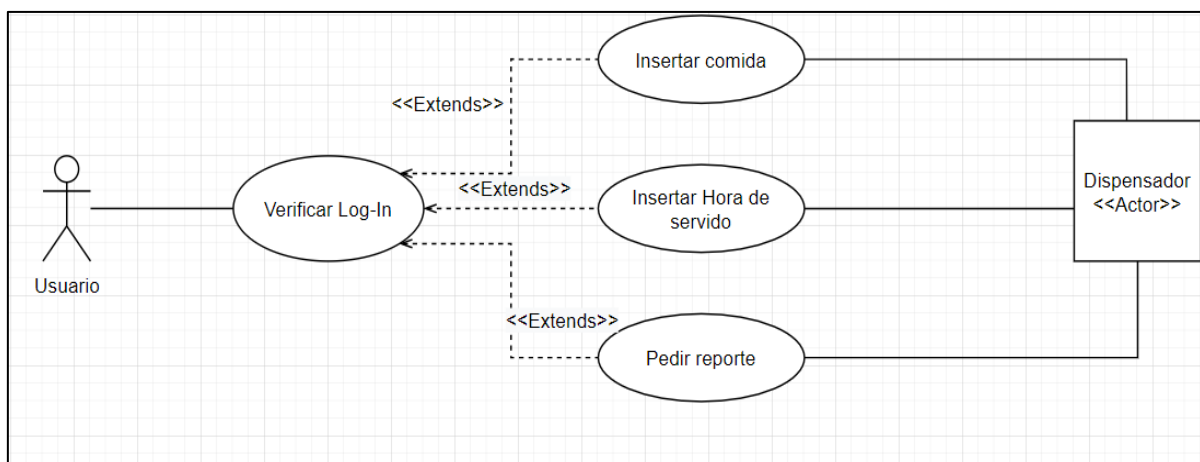 Insertar comida
<<Extends>>
Verificar Log-In
<<Extends>>
Insertar Hora de
servido
Dispensador
<<Actor>>
Usuario
<<Extends>>
Pedir reporte